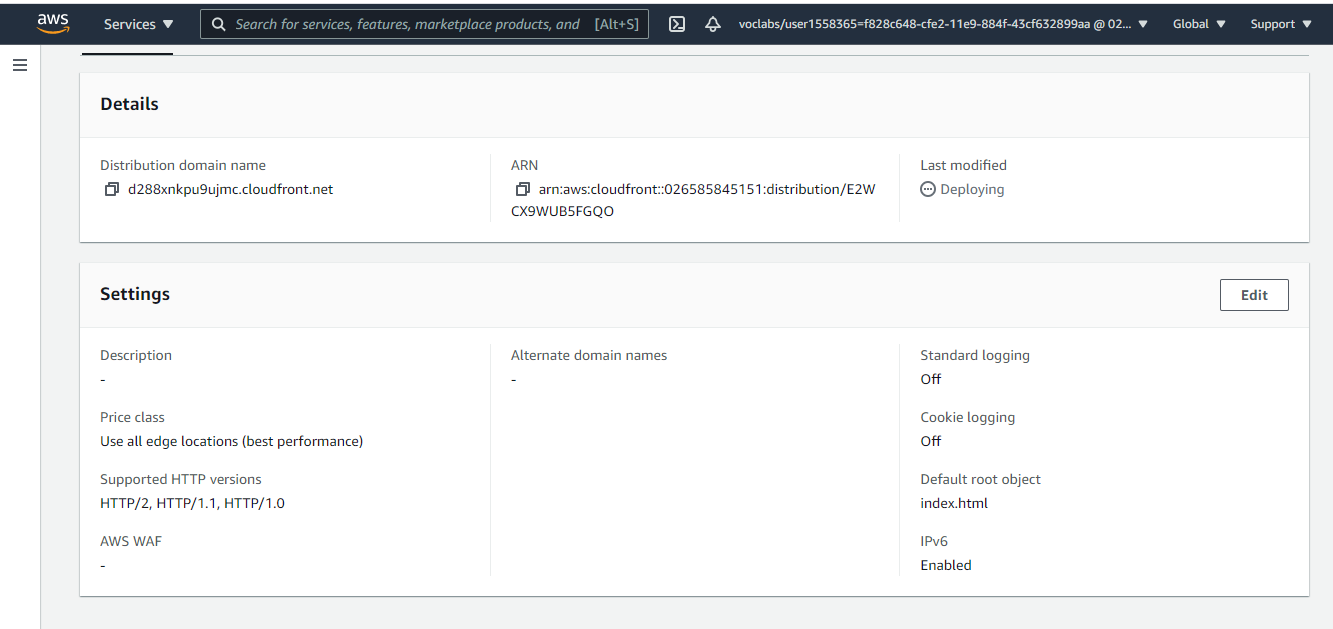 aws Services Search for services, features, marketplace products, and [Alt+S] voclabs/user1558365=f828c648-cfe2-11e9-884f-43cf632899aa @ 02... Global Support
Details
Distribution domain name
d288xnkpu9ujmc.cloudfront.net
ARN
arn:aws:cloudfront::026585845151:distribution/E2W
CX9WUB5FGQO
Last modified
Deploying
Settings
Edit
Description
-
Price class
Use all edge locations (best performance)
Supported HTTP versions
HTTP/2, HTTP/1.1, HTTP/1.0
AWS WAF
-
Alternate domain names
-
Standard logging
Off
Cookie logging
Off
Default root object
index.html
IPv6
Enabled